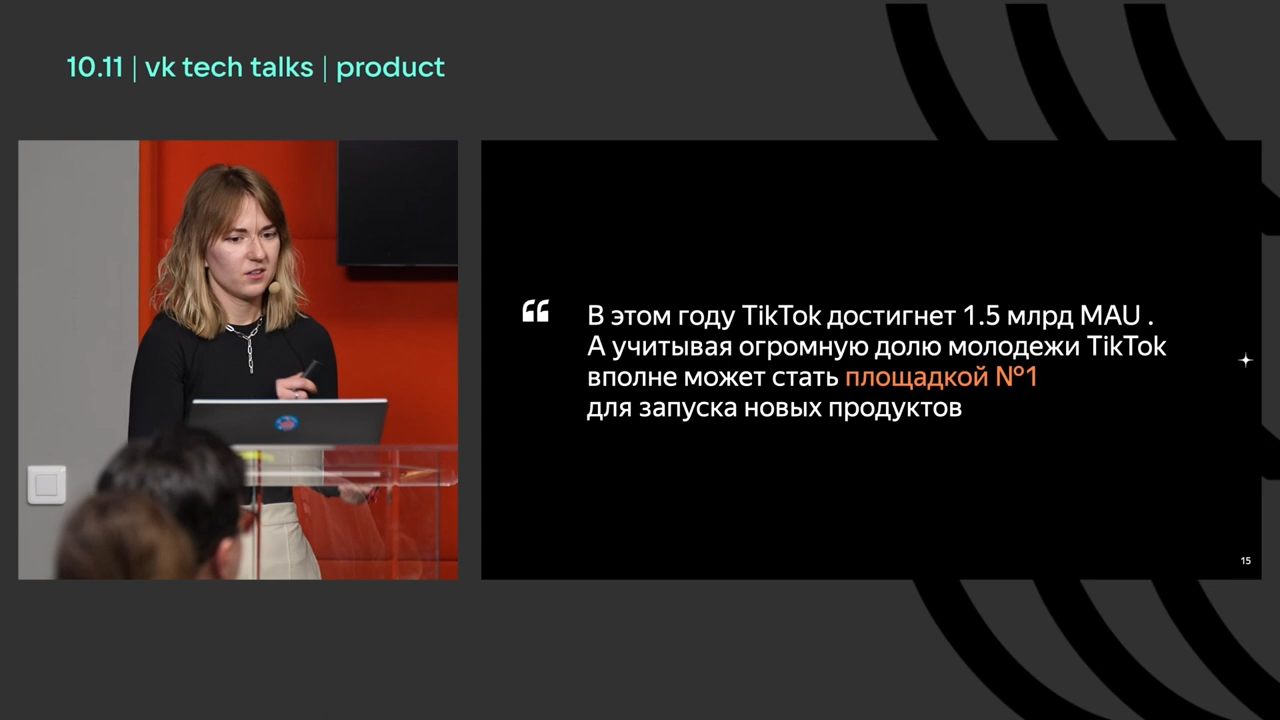 10.11 | vk tech talks | product
“
В этом году TikTok достигнет 1.5 млрд MAU .
А учитывая огромную долю молодежи TikTok
вполне может стать площадкой №1
для запуска новых продуктов
15